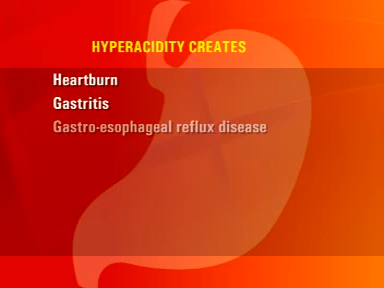 HYPERACIDITY CREATES
Heartburn
Gastritis
Gastro-esophageal reflux disease